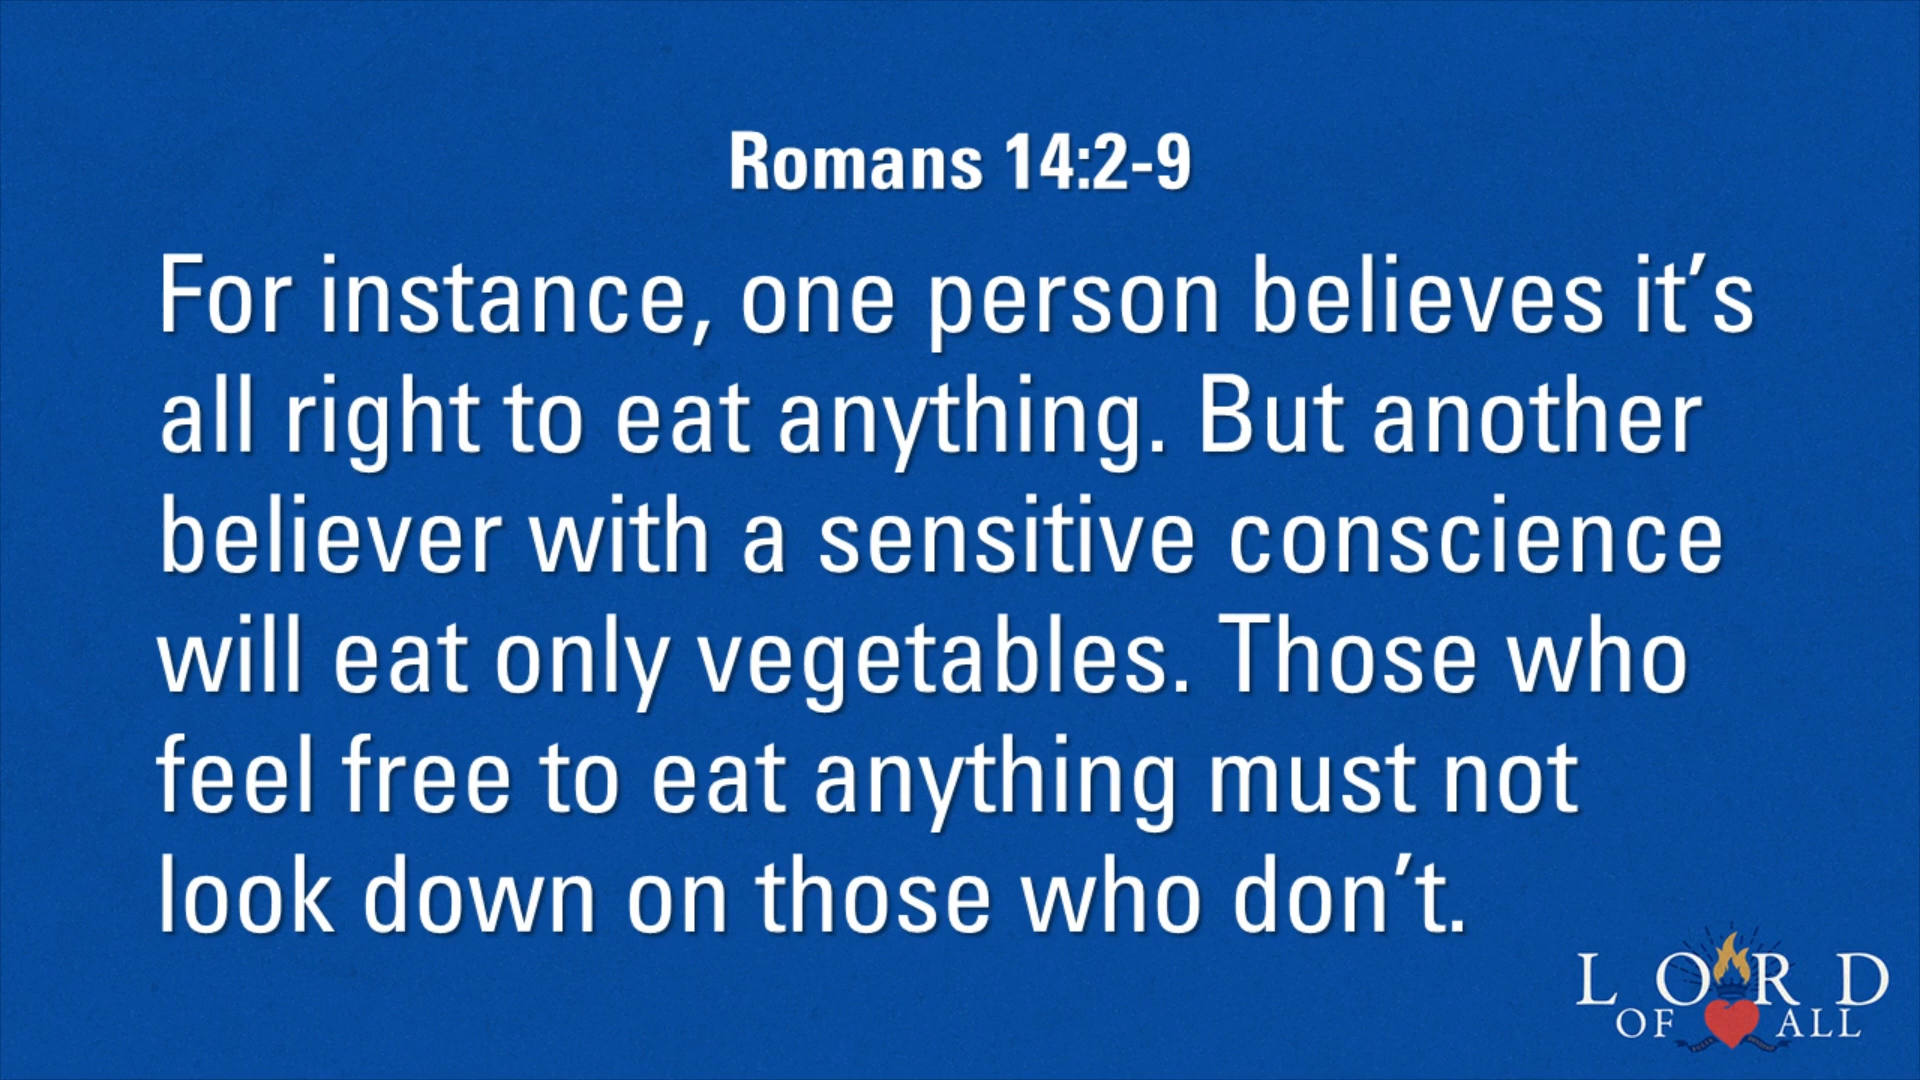 Romans 14:2-9
For instance, one person believes it’s
all right to eat anything. But another
believer with a sensitive conscience
will eat only vegetables. Those who
feel free to eat anything must not
look down on those who don’t.
LORD
OF ALL